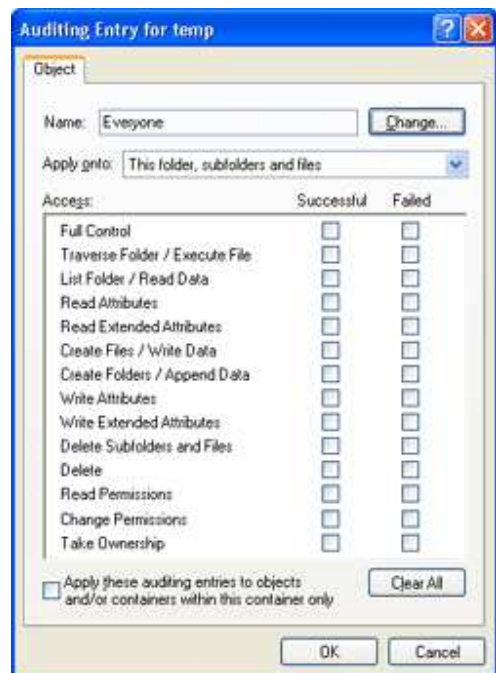 Auditing Entry for temp
Object
Name: Everyone Change...
Apply onto: This folder, subfolders and files
Access: Successful Failed
Full Control
Traverse Folder / Execute File
List Folder / Read Data
Read Attributes
Read Extended Attributes
Create Files / Write Data
Create Folders / Append Data
Write Attributes
Write Extended Attributes
Delete Subfolders and Files
Delete
Read Permissions
Change Permissions
Take Ownership
Apply these auditing entries to objects
and/or containers within this container only
Clear All
OK Cancel